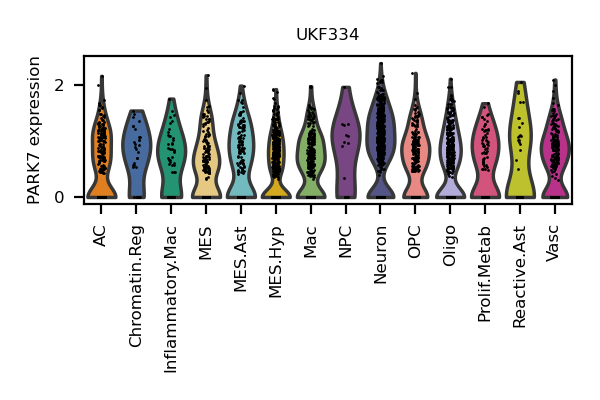 UKF334
PARK7 expression
2
0
AC
Chromatin.Reg
Inflammatory.Mac
MES
MES.Ast
MES.Hyp
Mac
NPC
Neuron
OPC
Oligo
Prolif.Metab
Reactive.Ast
Vasc